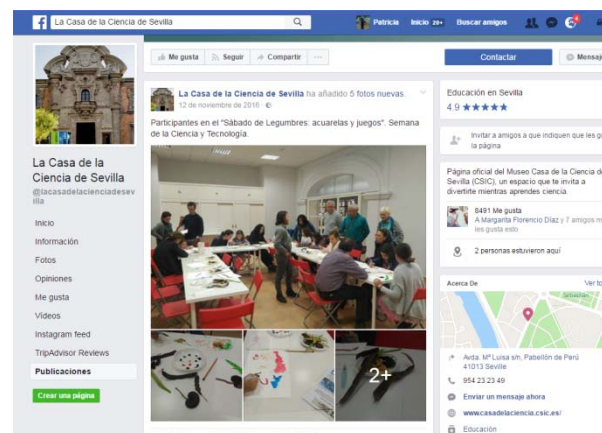 La Casa de la Ciencia de Sevilla
Patricia
Inicio 20+
Buscar amigos
Me gusta
Seguir
Compartir
Contactar
Mensaje
La Casa de la Ciencia de Sevilla ha añadido 5 fotos nuevas.
12 de noviembre de 2016
Participantes en el "Sábado de Legumbres: acuarelas y juegos". Semana
de la Ciencia y Tecnología.
2+
La Casa de la
Ciencia de Sevilla
@lacasadelacienciadesev
illa
Inicio
Información
Fotos
Opiniones
Me gusta
Vídeos
Instagram feed
TripAdvisor Reviews
Publicaciones
Crear una página
Educación en Sevilla
4.9 ★★★★★
Invitar a amigos a que indiquen que les gu
la página
Página oficial del Museo Casa de la Ciencia de
Sevilla (CSIC), un espacio que te invita a
divertirte mientras aprendes ciencia.
8491 Me gusta
A Margarita Florencio Díaz y 7 amigos m
les gusta esto
2 personas estuvieron aquí
Acerca De
Ver to
Avda. Mª Luisa s/n, Pabellón de Perú
41013 Seville
954 23 23 49
Enviar un mensaje ahora
www.casadelaciencia.csic.es/
Educación